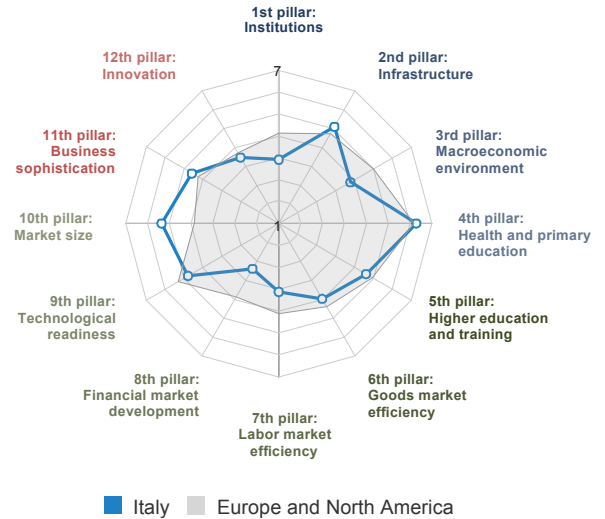 1st pillar:
Institutions
2nd pillar:
Infrastructure
3rd pillar:
Macroeconomic
environment
4th pillar:
Health and primary
education
5th pillar:
Higher education
and training
6th pillar:
Goods market
efficiency
7th pillar:
Labor market
efficiency
8th pillar:
Financial market
development
9th pillar:
Technological
readiness
10th pillar:
Market size
11th pillar:
Business
sophistication
12th pillar:
Innovation
7
1
Italy
Europe and North America